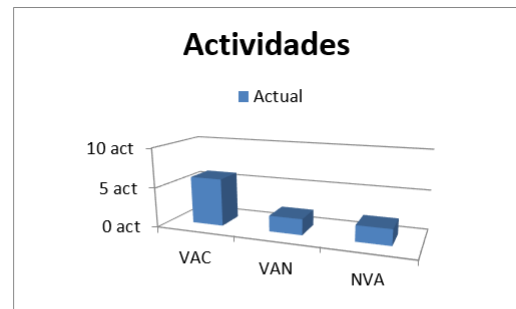 Actividades
Actual
10 act
5 act
0 act
VAC
VAN
NVA